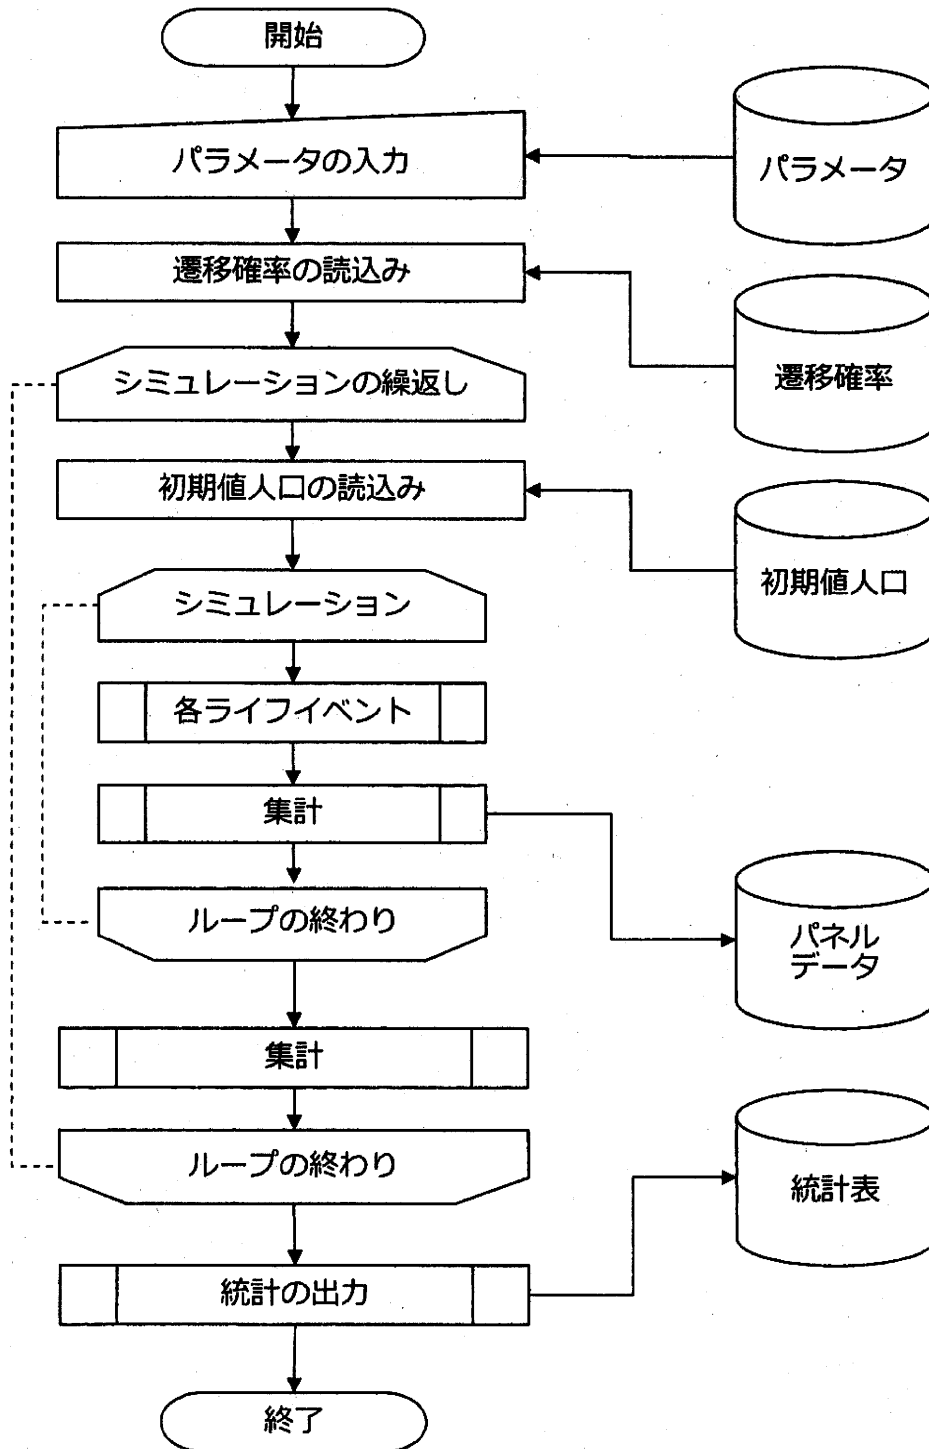 開始
パラメータの入力
パラメータ
遷移確率の読込み
遷移確率
シミュレーションの繰返し
初期値人口の読込み
初期値人口
シミュレーション
各ライフイベント
集計
ループの終わり
パネル
データ
集計
ループの終わり
統計表
統計の出力
終了